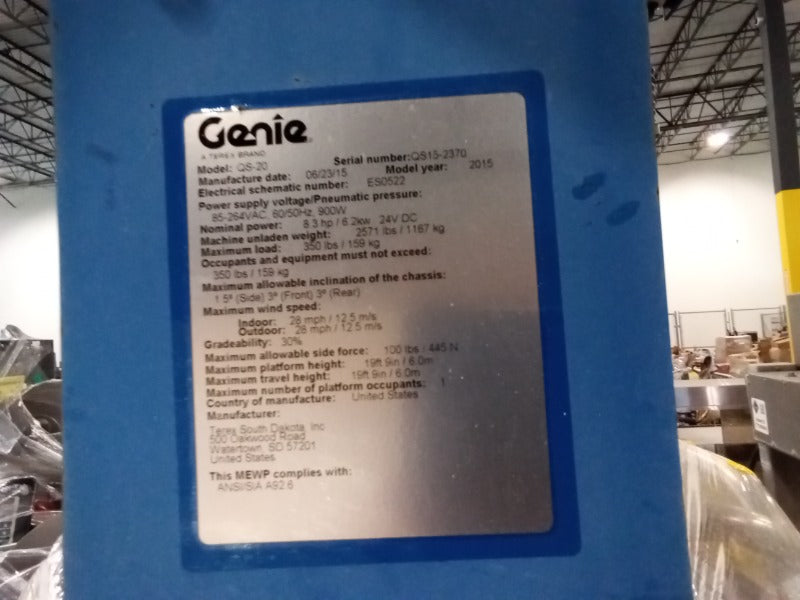 Genie
A TEREX BRAND
Model: QS-20 Serial number: QS15-2370
Manufacture date: 06/23/15 Model year: 2015
Electrical schematic number: ES0522
Power supply voltage/Pneumatic pressure:
85-264VAC, 60/50Hz, 900W
Nominal power: 8.3 hp / 6.2kw, 24V DC
Machine unladen weight: 2571 lbs / 1167 kg
Maximum load: 350 lbs / 159 kg
Occupants and equipment must not exceed:
350 lbs / 159 kg
Maximum allowable inclination of the chassis:
1.5º (Side) 3º (Front) 3º (Rear)
Maximum wind speed:
Indoor: 28 mph / 12.5 m/s
Outdoor: 28 mph / 12.5 m/s
Gradeability: 30%
Maximum allowable side force: 100 lbs / 445 N
Maximum platform height: 19ft 9in / 6.0m
Maximum travel height: 19ft 9in / 6.0m
Maximum number of platform occupants: 1
Country of manufacture: United States
Manufacturer:
Terex South Dakota, Inc
500 Oakwood Road
Watertown, SD 57201
United States
This MEWP complies with:
ANSI/SIA A92.6